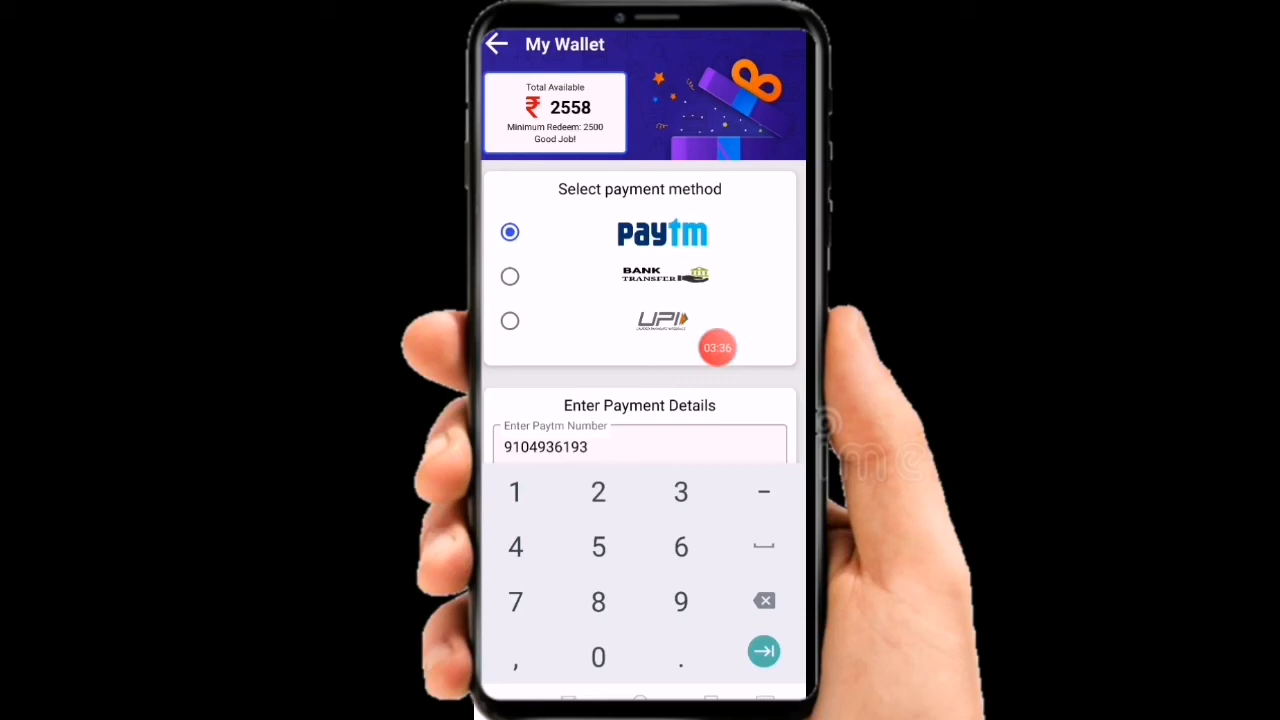 My Wallet
Total Available
₹ 2558
Minimum Redeem: 2500
Good Job!
Select payment method
paytm
BANK
TRANSFER
UPI
03:36
Enter Payment Details
Enter Paytm Number
9104936193
1 2 3 -
4 5 6
7 8 9
, 0 .